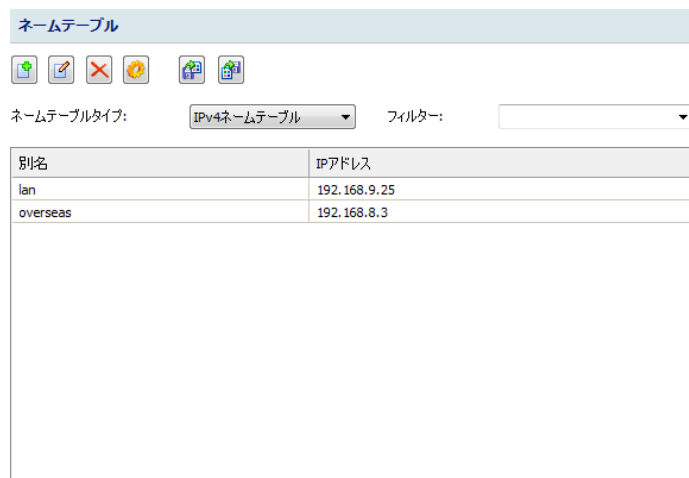 ネームテーブル
ネームテーブルタイプ: IPv4ネームテーブル フィルター:
別名 IPアドレス
lan 192.168.9.25
overseas 192.168.8.3